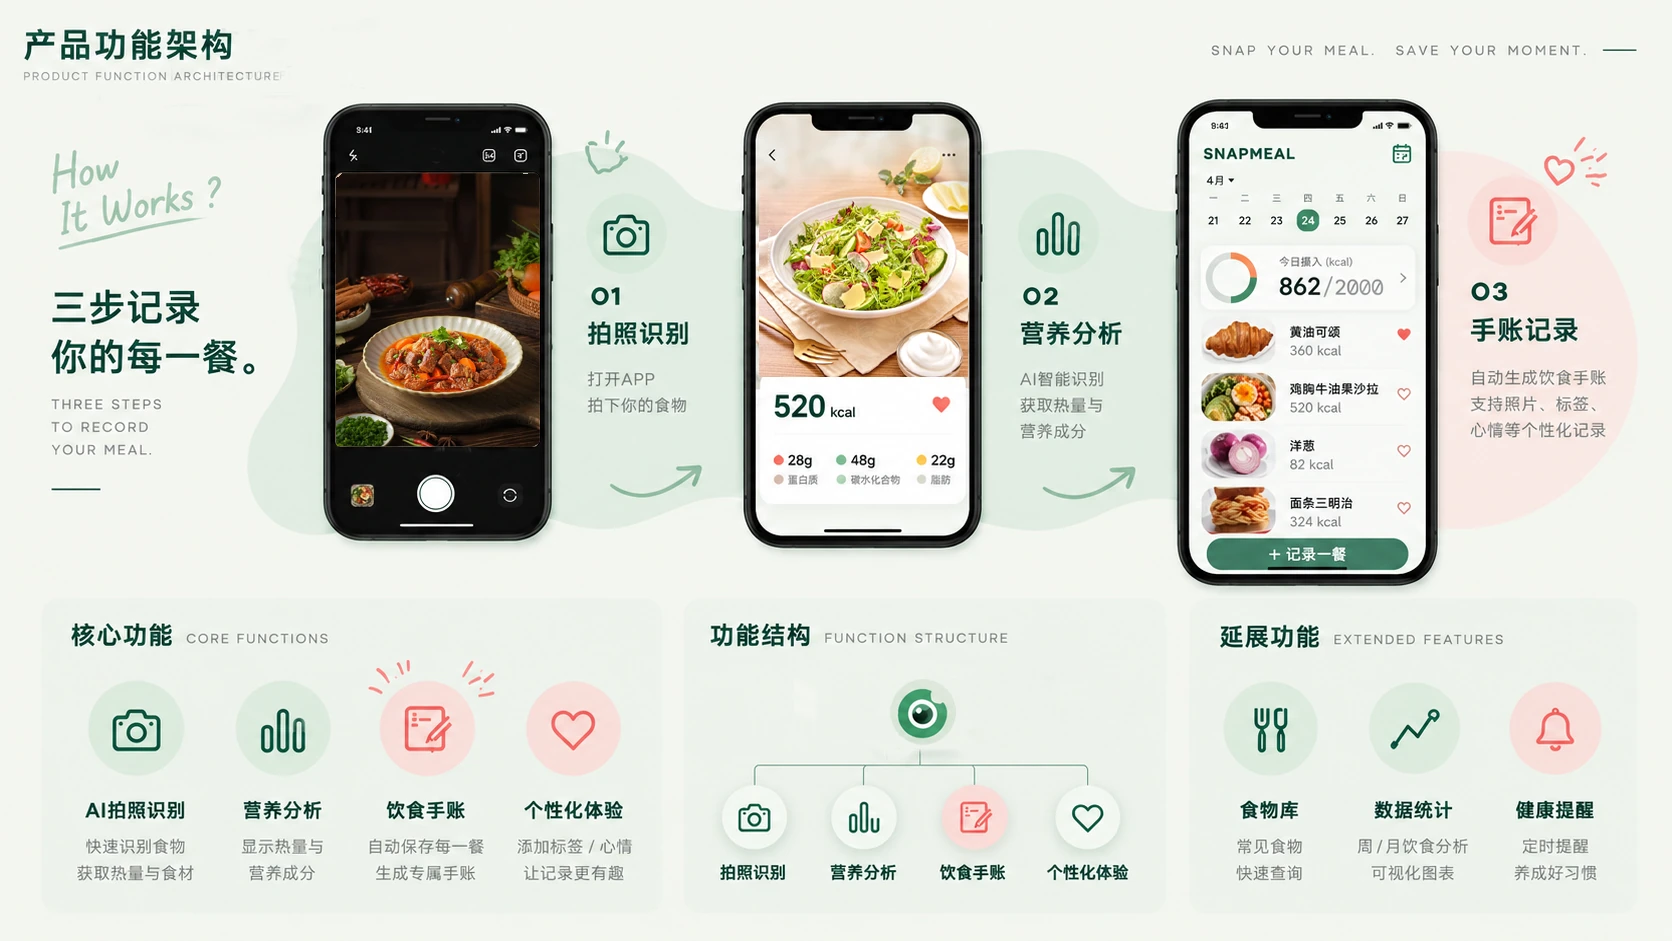 产品功能架构
PRODUCT FUNCTION ARCHITECTURE
SNAP YOUR MEAL. SAVE YOUR MOMENT.
How
It Works ?
三步记录
你的每一餐。
THREE STEPS
TO RECORD
YOUR MEAL.
9:41
01
拍照识别
打开APP
拍下你的食物
520 kcal
28g 48g 22g
蛋白质 碳水化合物 脂肪
02
营养分析
AI智能识别
获取热量与
营养成分
9:41
SNAPMEAL
4月
一 二 三 四 五 六 日
21 22 23 24 25 26 27
今日摄入 (kcal)
862/2000
黄油可颂
360 kcal
鸡胸牛油果沙拉
520 kcal
洋葱
82 kcal
面条三明治
324 kcal
+ 记录一餐
03
手账记录
自动生成饮食手账
支持照片、标签、
心情等个性化记录
核心功能 CORE FUNCTIONS
AI拍照识别
快速识别食物
获取热量与食材
营养分析
显示热量与
营养成分
饮食手账
自动保存每一餐
生成专属手账
个性化体验
添加标签 / 心情
让记录更有趣
功能结构 FUNCTION STRUCTURE
拍照识别 营养分析 饮食手账 个性化体验
延展功能 EXTENDED FEATURES
食物库
常见食物
快速查询
数据统计
周/月饮食分析
可视化图表
健康提醒
定时提醒
养成好习惯